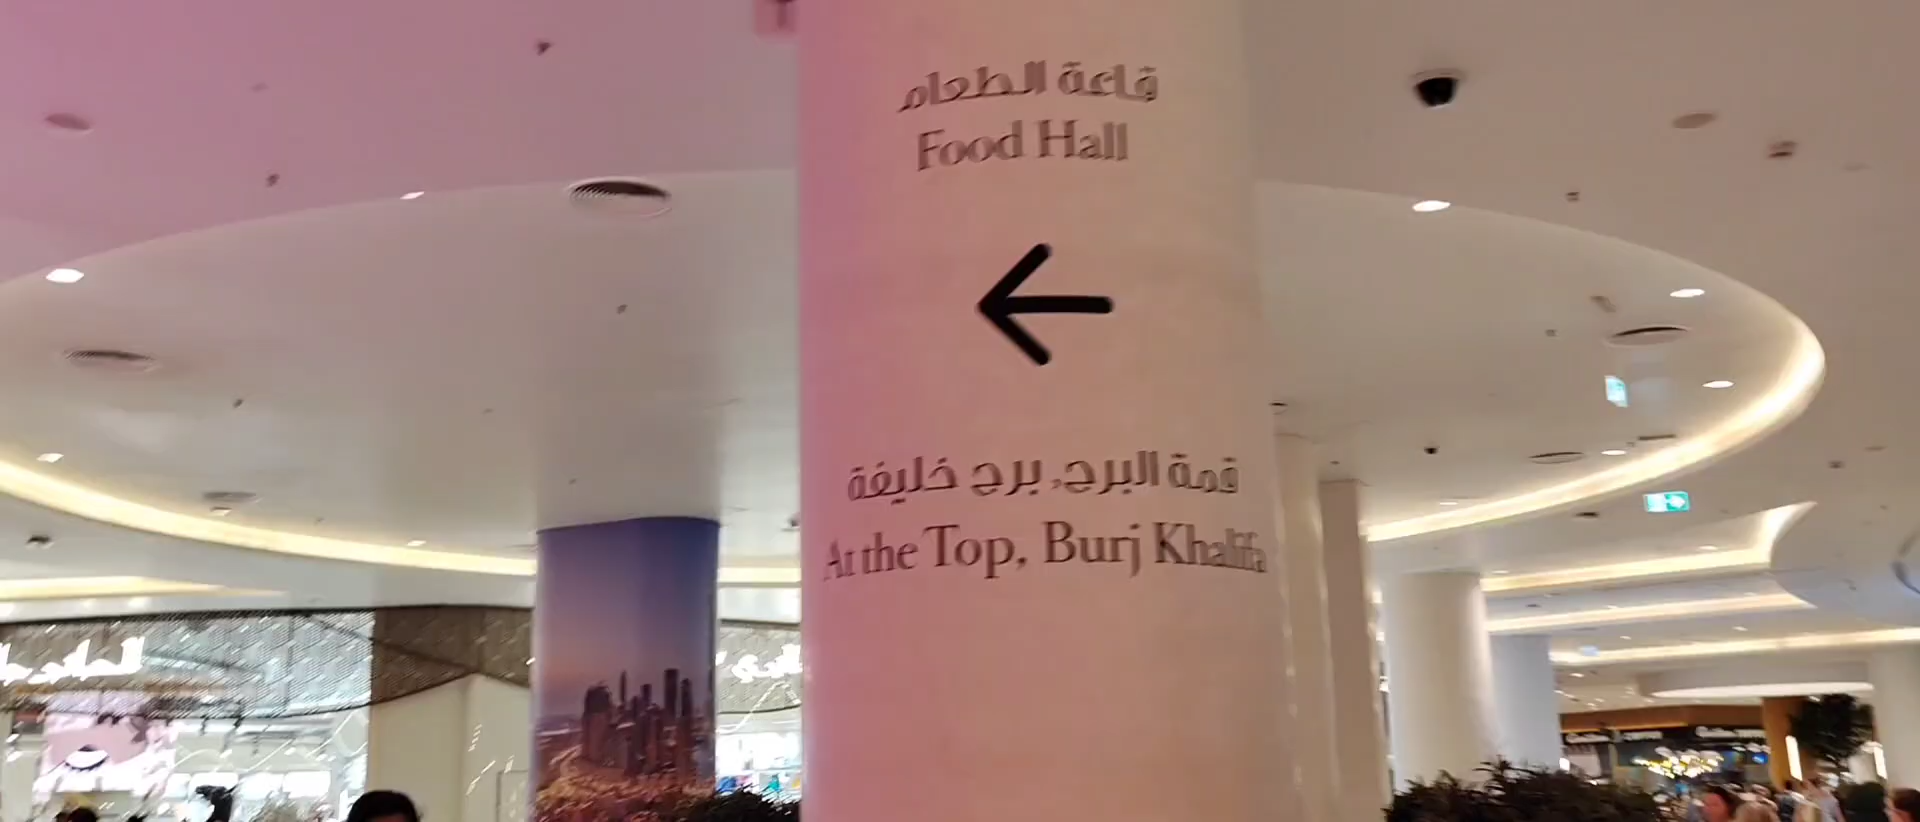 قاعة الطعام
Food Hall
قمة البرج، برج خليفة
At the Top, Burj Khalifa